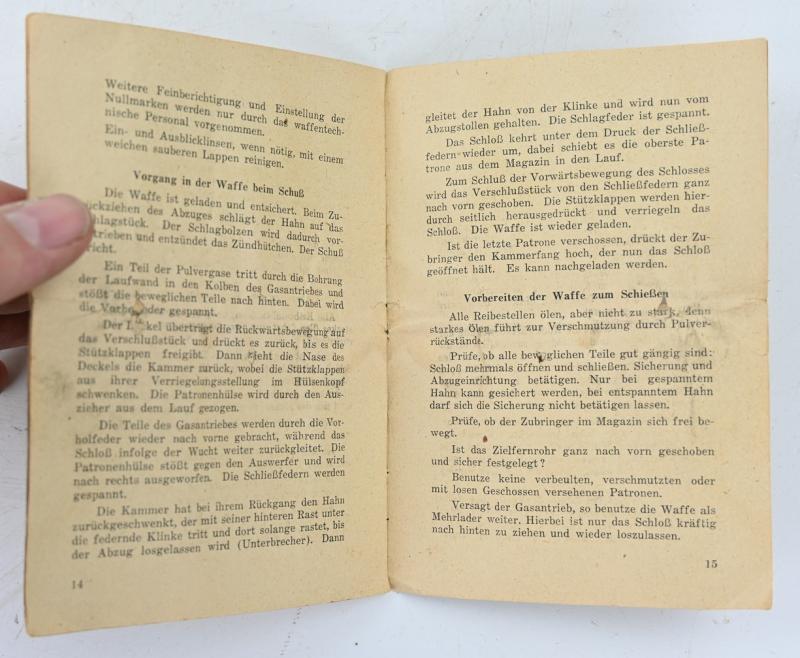 Weitere Feinberichtigung und Einstellung der
Nullmarken werden nur durch das waffentech-
nische Personal vorgenommen.
Ein- und Ausblicklinsen, wenn nötig, mit einem
weichen sauberen Lappen reinigen.
Vorgang in der Waffe beim Schuß
Die Waffe ist geladen und entsichert. Beim Zu-
rückziehen des Abzuges schlägt der Hahn auf das
Schlagstück. Der Schlagbolzen wird dadurch vor-
trieben und entzündet das Zündhütchen. Der Schuß
richt.
Ein Teil der Pulvergase tritt durch die Bohrung
der Laufwand in den Kolben des Gasantriebes und
stößt die beweglichen Teile nach hinten. Dabei wird
die gespannt.
Der überträgt die Rückwärtsbewegung auf
das Verschlußstück und drückt es zurück, bis es die
Stützklappen freigibt. Dann zieht die Nase des
Deckels die Kammer zurück, wobei die Stützklappen
aus ihrer Verriegelungsstellung im Hülsenkopf
schwenken. Die Patronenhülse wird durch den Aus-
zieher aus dem Lauf gezogen.
Die Teile des Gasantriebes werden durch die Vor-
holfeder wieder nach vorne gebracht, während das
Schloß infolge der Wucht weiter zurückgleitet. Die
Patronenhülse stößt gegen den Auswerfer und wird
nach rechts ausgeworfen. Die Schließfedern werden
gespannt.
Die Kammer hat bei ihrem Rückgang den Hahn
zurückgeschwenkt, der mit seiner hinteren Rast unter
die federnde Klinke tritt und dort solange rastet, bis
der Abzug losgelassen wird (Unterbrecher). Dann
14
gleitet der Hahn von der Klinke und wird nun vom
Abzugstollen gehalten. Die Schlagfeder ist gespannt.
Das Schloß kehrt unter dem Druck der Schließ-
federn wieder um, dabei schiebt es die oberste Pa-
trone aus dem Magazin in den Lauf.
Zum Schluß der Vorwärtsbewegung des Schlosses
wird das Verschlußstück von den Schließfedern ganz
nach vorn geschoben. Die Stützklappen werden hier-
durch seitlich herausgedrückt und verriegeln das
Schloß. Die Waffe ist wieder geladen.
Ist die letzte Patrone verschossen, drückt der Zu-
bringer den Kammerfang hoch, der nun das Schloß
geöffnet hält. Es kann nachgeladen werden.
Vorbereiten der Waffe zum Schießen
Alle Reibestellen ölen, aber nicht zu stark, denn
starkes Ölen führt zur Verschmutzung durch Pulver-
rückstände.
Prüfe, ob alle beweglichen Teile gut gängig sind:
Schloß mehrmals öffnen und schließen. Sicherung und
Abzugeinrichtung betätigen. Nur bei gespanntem
Hahn kann gesichert werden, bei entspanntem Hahn
darf sich die Sicherung nicht betätigen lassen.
Prüfe, ob der Zubringer im Magazin sich frei be-
wegt.
Ist das Zielfernrohr ganz nach vorn geschoben
und sicher festgelegt?
Benutze keine verbeulten, verschmutzten oder
mit losen Geschossen versehenen Patronen.
Versagt der Gasantrieb, so benutze die Waffe als
Mehrlader weiter. Hierbei ist nur das Schloß kräftig
nach hinten zu ziehen und wieder loszulassen.
15